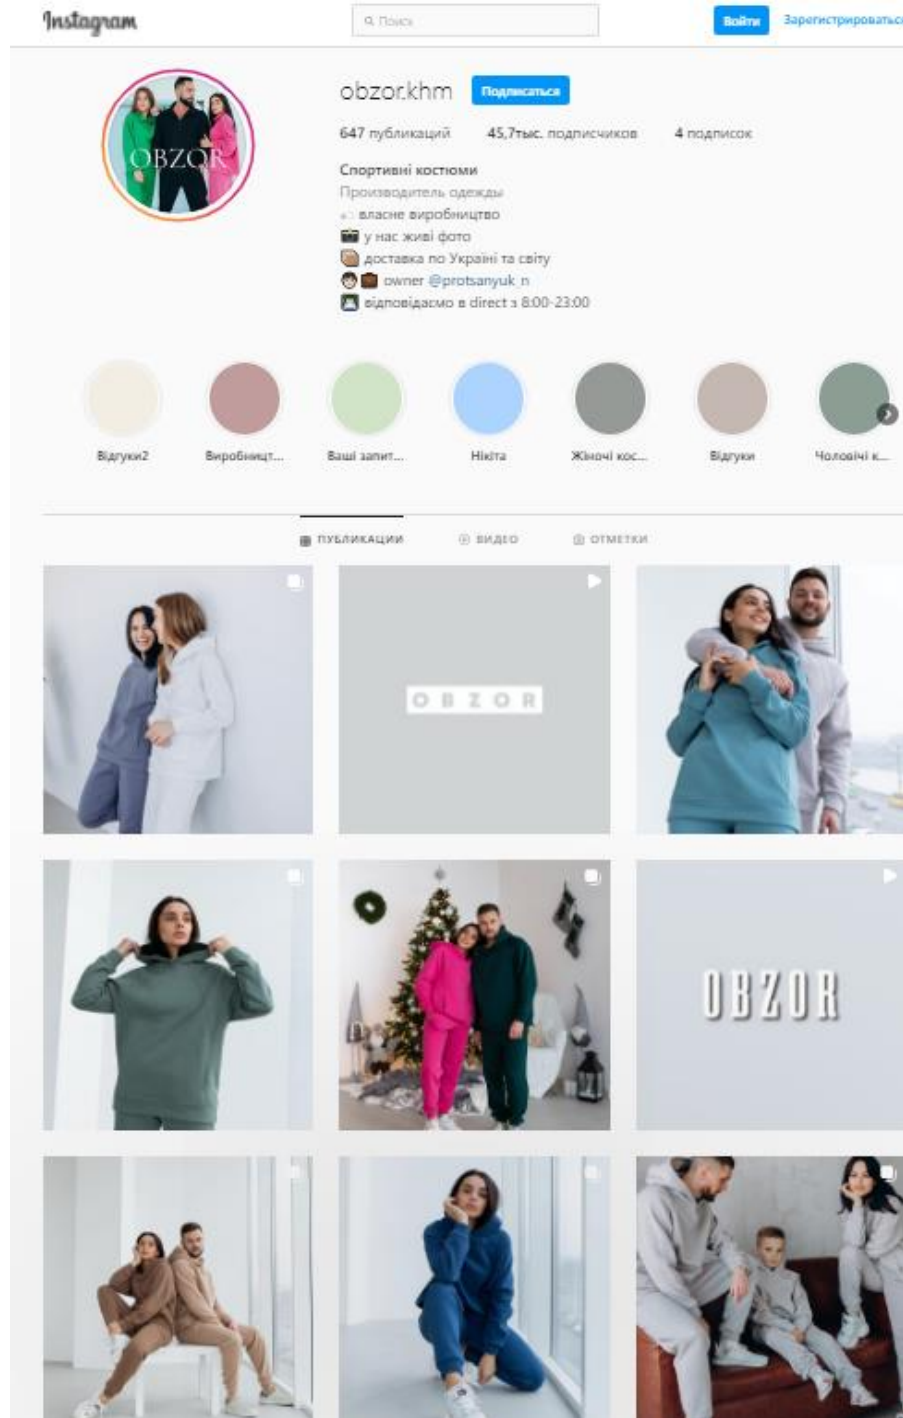 Instagram
Поиск
Войти
Зарегистрироватьс
obzor.khm
Подписаться
647 публикаций 45,7тыс. подписчиков 4 подписок
Спортивні костюми
Производитель одежды
власне виробництво
у нас живі фото
доставка по Україні та світу
owner @protsanyuk_n
відповідаємо в direct з 8:00-23:00
OBZOR
Відгуки2
Виробницт...
Ваші запит...
Нікіта
Жіночі кос...
Відгуки
Чоловічі к...
ПУБЛИКАЦИИ
ВИДЕО
ОТМЕТКИ
OBZOR
OBZOR